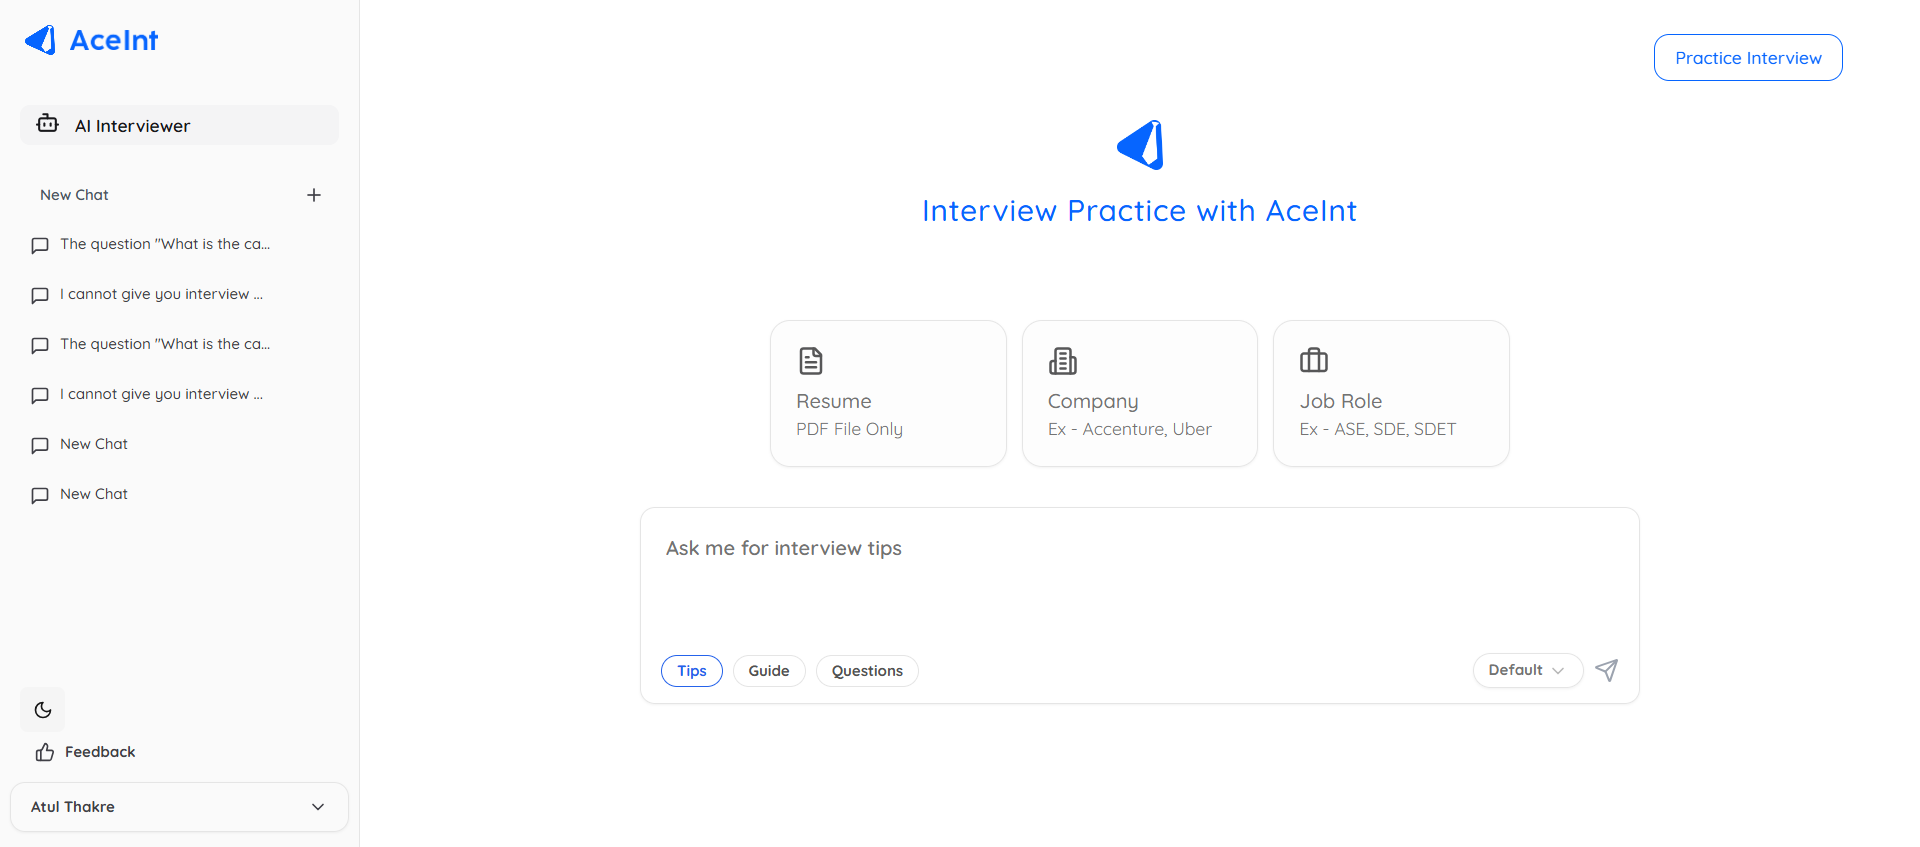 AceInt
AI Interviewer
New Chat
The question "What is the ca...
I cannot give you interview ...
The question "What is the ca...
I cannot give you interview ...
New Chat
New Chat
Feedback
Atul Thakre
Practice Interview
Interview Practice with AceInt
Resume
PDF File Only
Company
Ex - Accenture, Uber
Job Role
Ex - ASE, SDE, SDET
Ask me for interview tips
Tips
Guide
Questions
Default